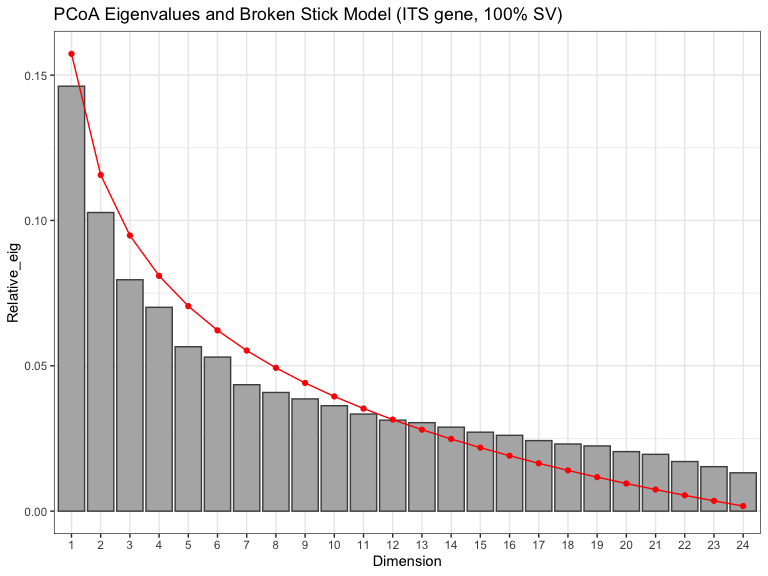 PCoA Eigenvalues and Broken Stick Model (ITS gene, 100% SV)
0.15
0.10
0.05
0.00
Relative_eig
1 2 3 4 5 6 7 8 9 10 11 12 13 14 15 16 17 18 19 20 21 22 23 24
Dimension